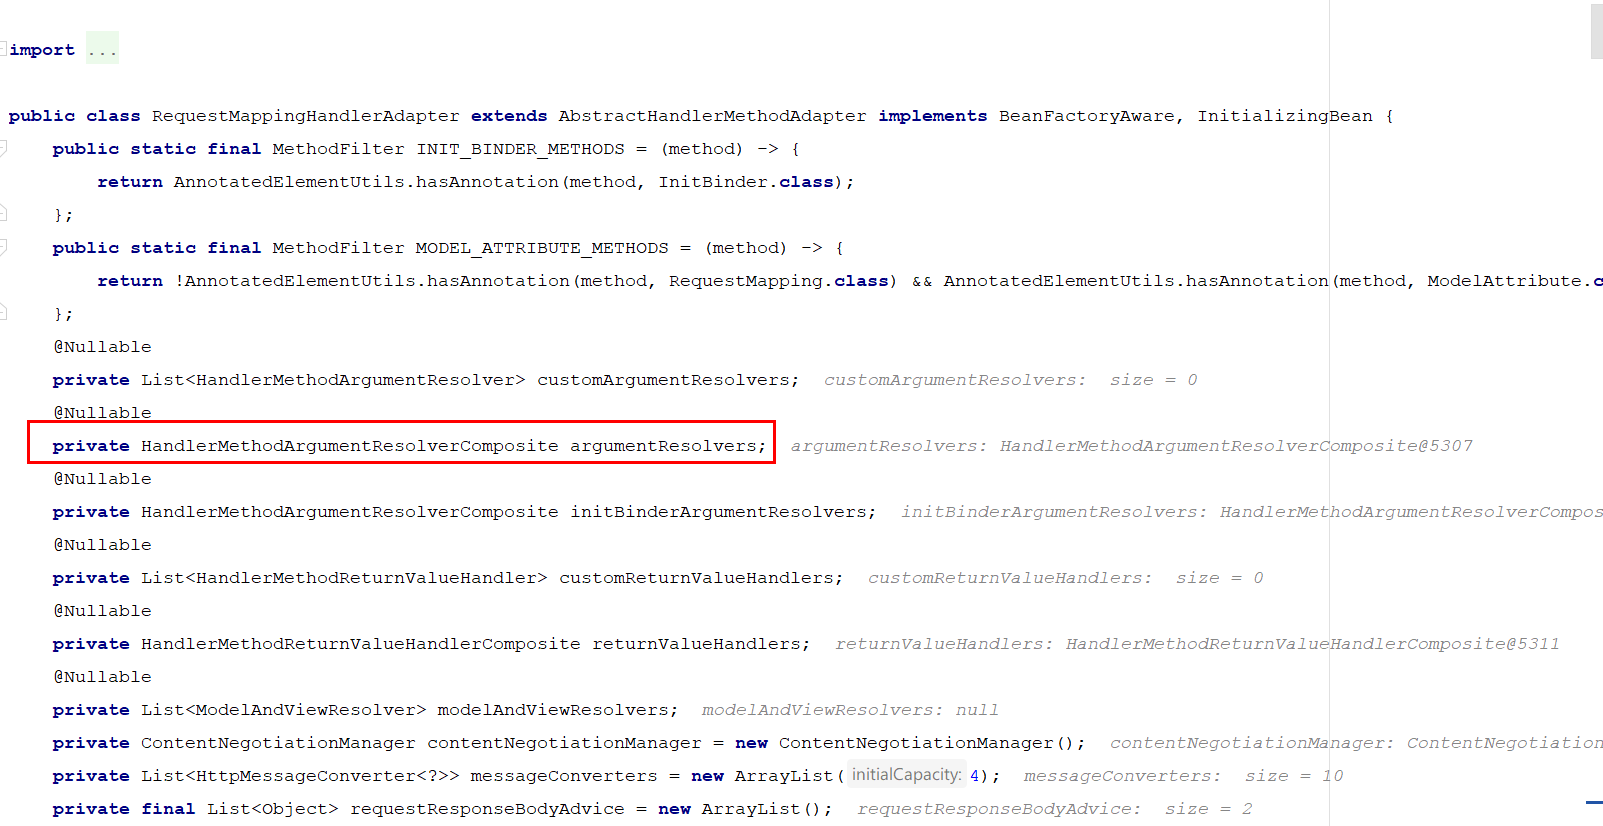 import ...
public class RequestMappingHandlerAdapter extends AbstractHandlerMethodAdapter implements BeanFactoryAware, InitializingBean {
public static final MethodFilter INIT_BINDER_METHODS = (method) -> {
return AnnotatedElementUtils.hasAnnotation(method, InitBinder.class);
};
public static final MethodFilter MODEL_ATTRIBUTE_METHODS = (method) -> {
return !AnnotatedElementUtils.hasAnnotation(method, RequestMapping.class) && AnnotatedElementUtils.hasAnnotation(method, ModelAttribute.c
};
@Nullable
private List<HandlerMethodArgumentResolver> customArgumentResolvers; customArgumentResolvers: size = 0
@Nullable
private HandlerMethodArgumentResolverComposite argumentResolvers; argumentResolvers: HandlerMethodArgumentResolverComposite@5307
@Nullable
private HandlerMethodArgumentResolverComposite initBinderArgumentResolvers; initBinderArgumentResolvers: HandlerMethodArgumentResolverCompos
@Nullable
private List<HandlerMethodReturnValueHandler> customReturnValueHandlers; customReturnValueHandlers: size = 0
@Nullable
private HandlerMethodReturnValueHandlerComposite returnValueHandlers; returnValueHandlers: HandlerMethodReturnValueHandlerComposite@5311
@Nullable
private List<ModelAndViewResolver> modelAndViewResolvers; modelAndViewResolvers: null
private ContentNegotiationManager contentNegotiationManager = new ContentNegotiationManager(); contentNegotiationManager: ContentNegotiation
private List<HttpMessageConverter<?>> messageConverters = new ArrayList( initialCapacity: 4); messageConverters: size = 10
private final List<Object> requestResponseBodyAdvice = new ArrayList(); requestResponseBodyAdvice: size = 2